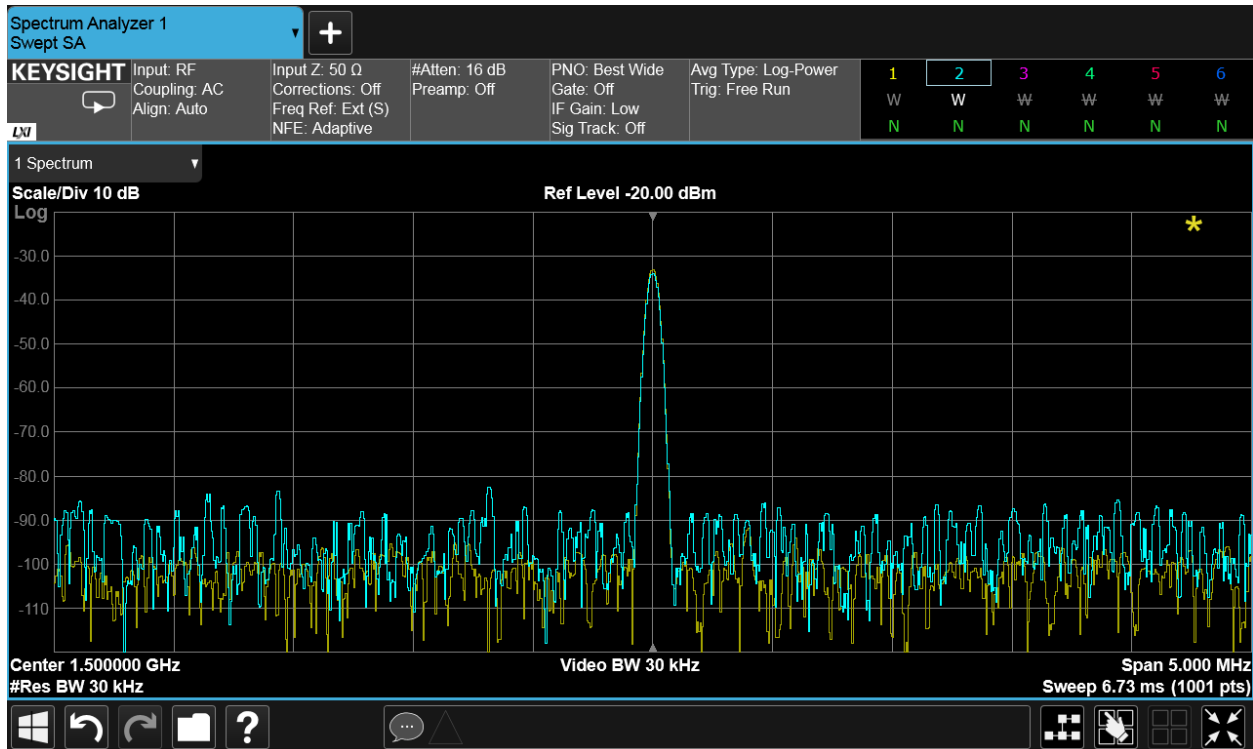 Spectrum Analyzer 1
Swept SA
KEYSIGHT
LXI
Input: RF
Coupling: AC
Align: Auto
Input Z: 50 Ω
Corrections: Off
Freq Ref: Ext (S)
NFE: Adaptive
#Atten: 16 dB
Preamp: Off
PNO: Best Wide
Gate: Off
IF Gain: Low
Sig Track: Off
Avg Type: Log-Power
Trig: Free Run
1 2 3 4 5 6
W W W W W W
N N N N N N
1 Spectrum
Scale/Div 10 dB
Ref Level -20.00 dBm
Log
-30.0
-40.0
-50.0
-60.0
-70.0
-80.0
-90.0
-100
-110
Center 1.500000 GHz
Video BW 30 kHz
Span 5.000 MHz
#Res BW 30 kHz
Sweep 6.73 ms (1001 pts)